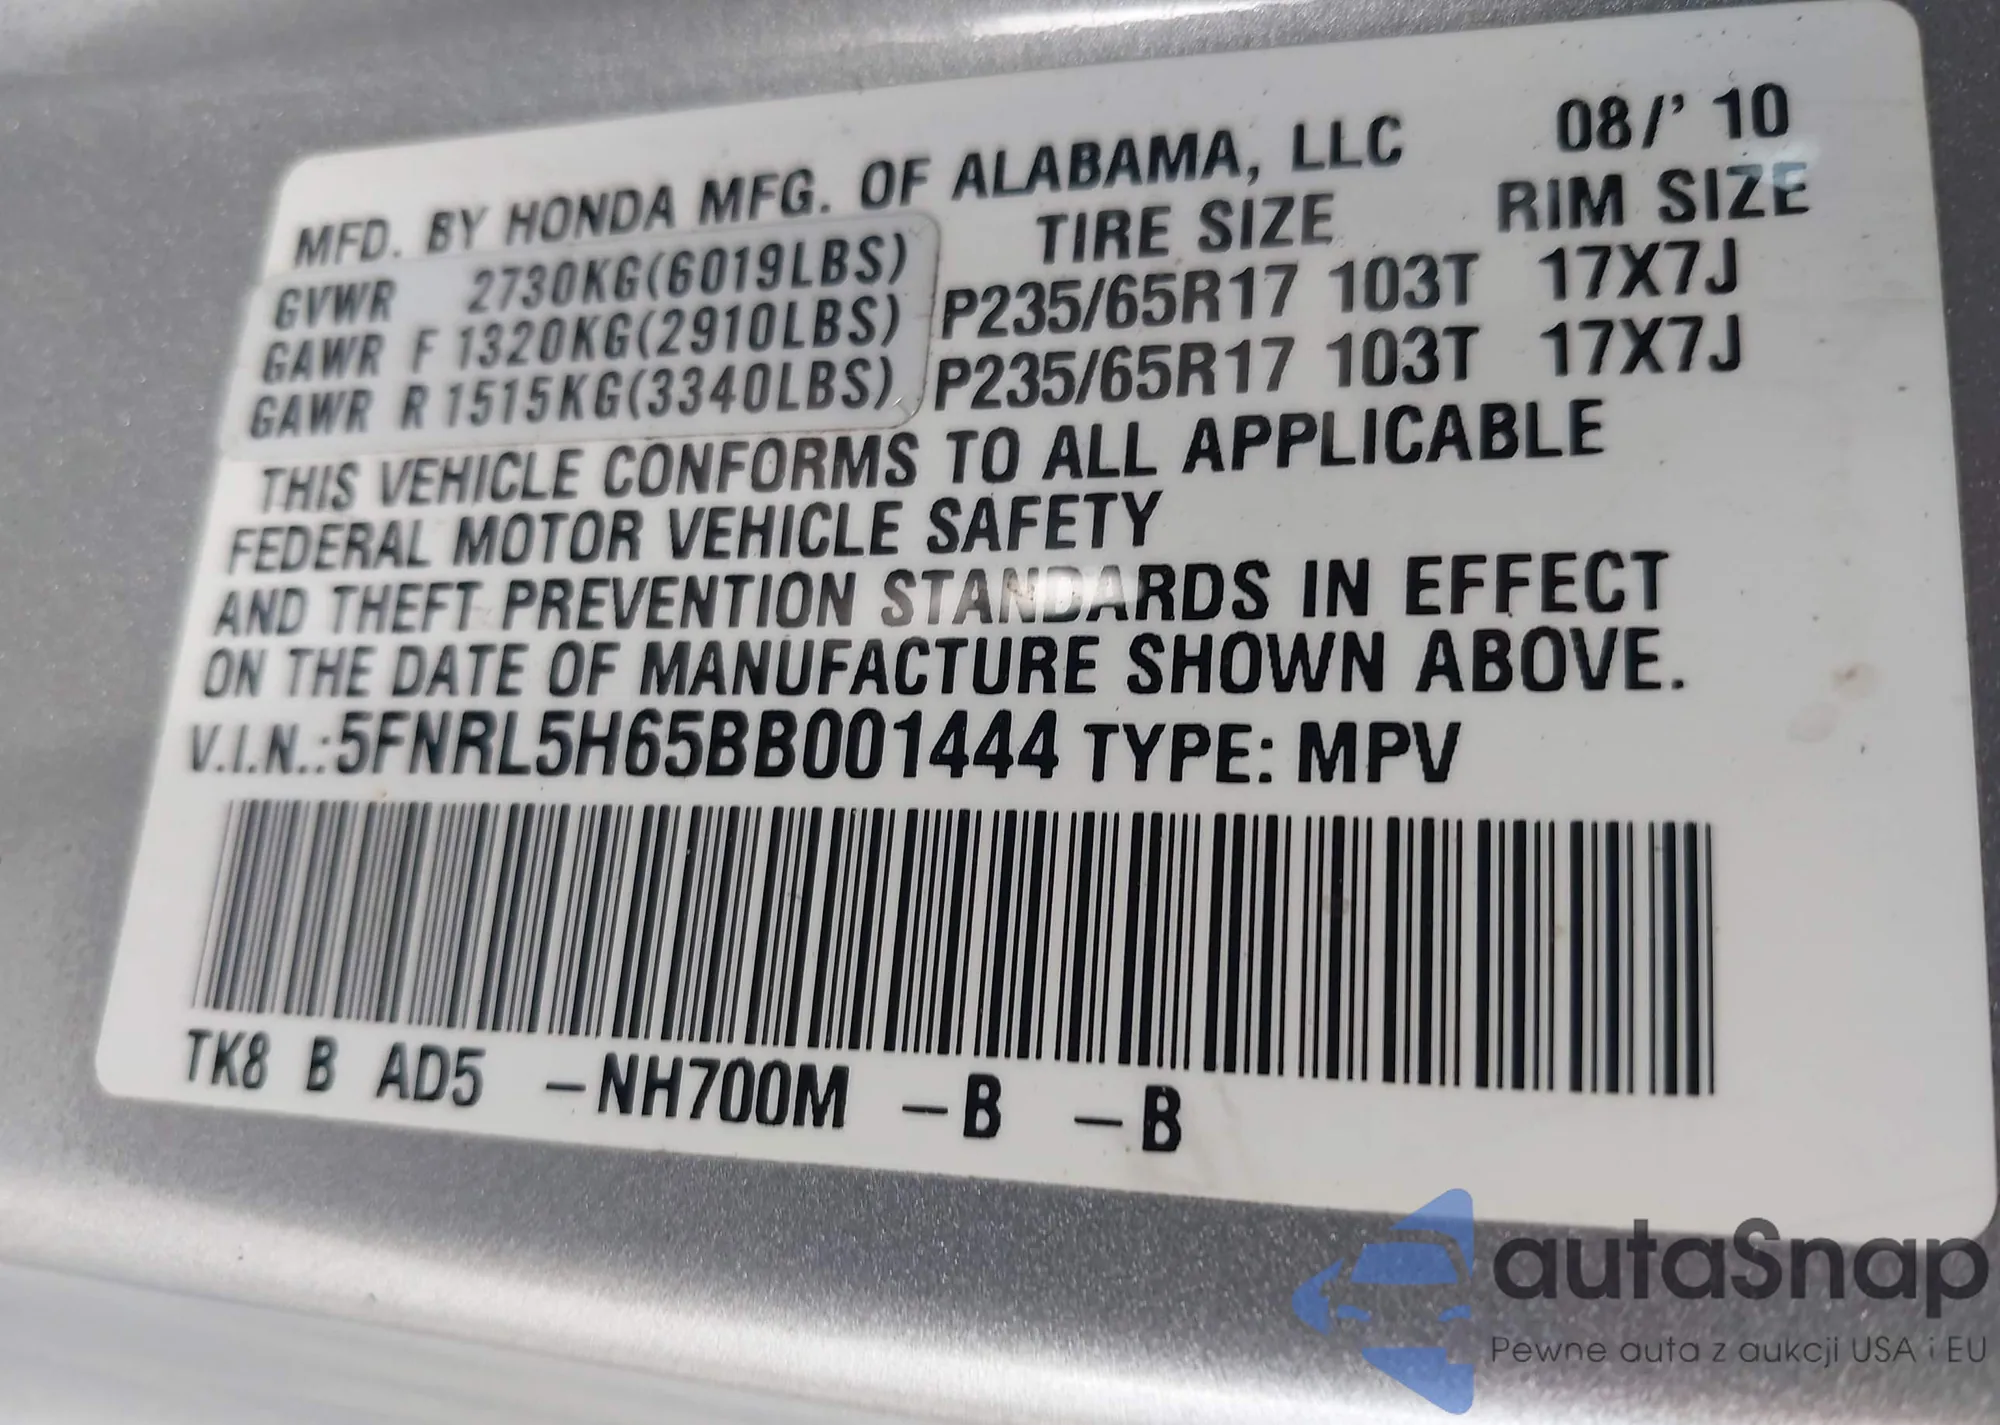 MFD. BY HONDA MFG. OF ALABAMA, LLC 08/' 10
TIRE SIZE RIM SIZE
GVWR 2730KG(6019LBS)
GAWR F 1320KG(2910LBS) P235/65R17 103T 17X7J
GAWR R 1515KG(3340LBS) P235/65R17 103T 17X7J
THIS VEHICLE CONFORMS TO ALL APPLICABLE
FEDERAL MOTOR VEHICLE SAFETY
AND THEFT PREVENTION STANDARDS IN EFFECT
ON THE DATE OF MANUFACTURE SHOWN ABOVE.
V.I.N.:5FNRL5H65BB001444 TYPE: MPV
TK8 B AD5 –NH700M –B –B
autaSnap
Pewne auta z aukcji USA i EU